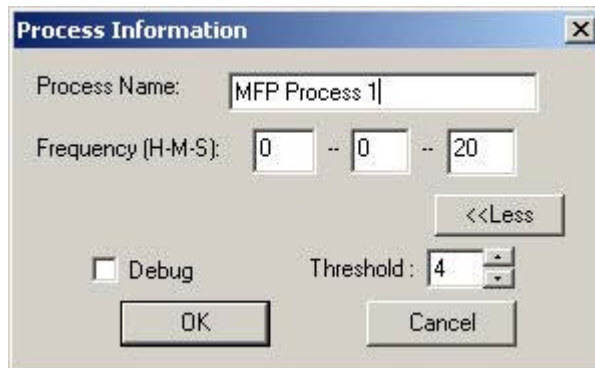 Process Information
Process Name: MFP Process 1
Frequency (H-M-S): 0 -- 0 -- 20
<<Less
Debug Threshold : 4
OK Cancel